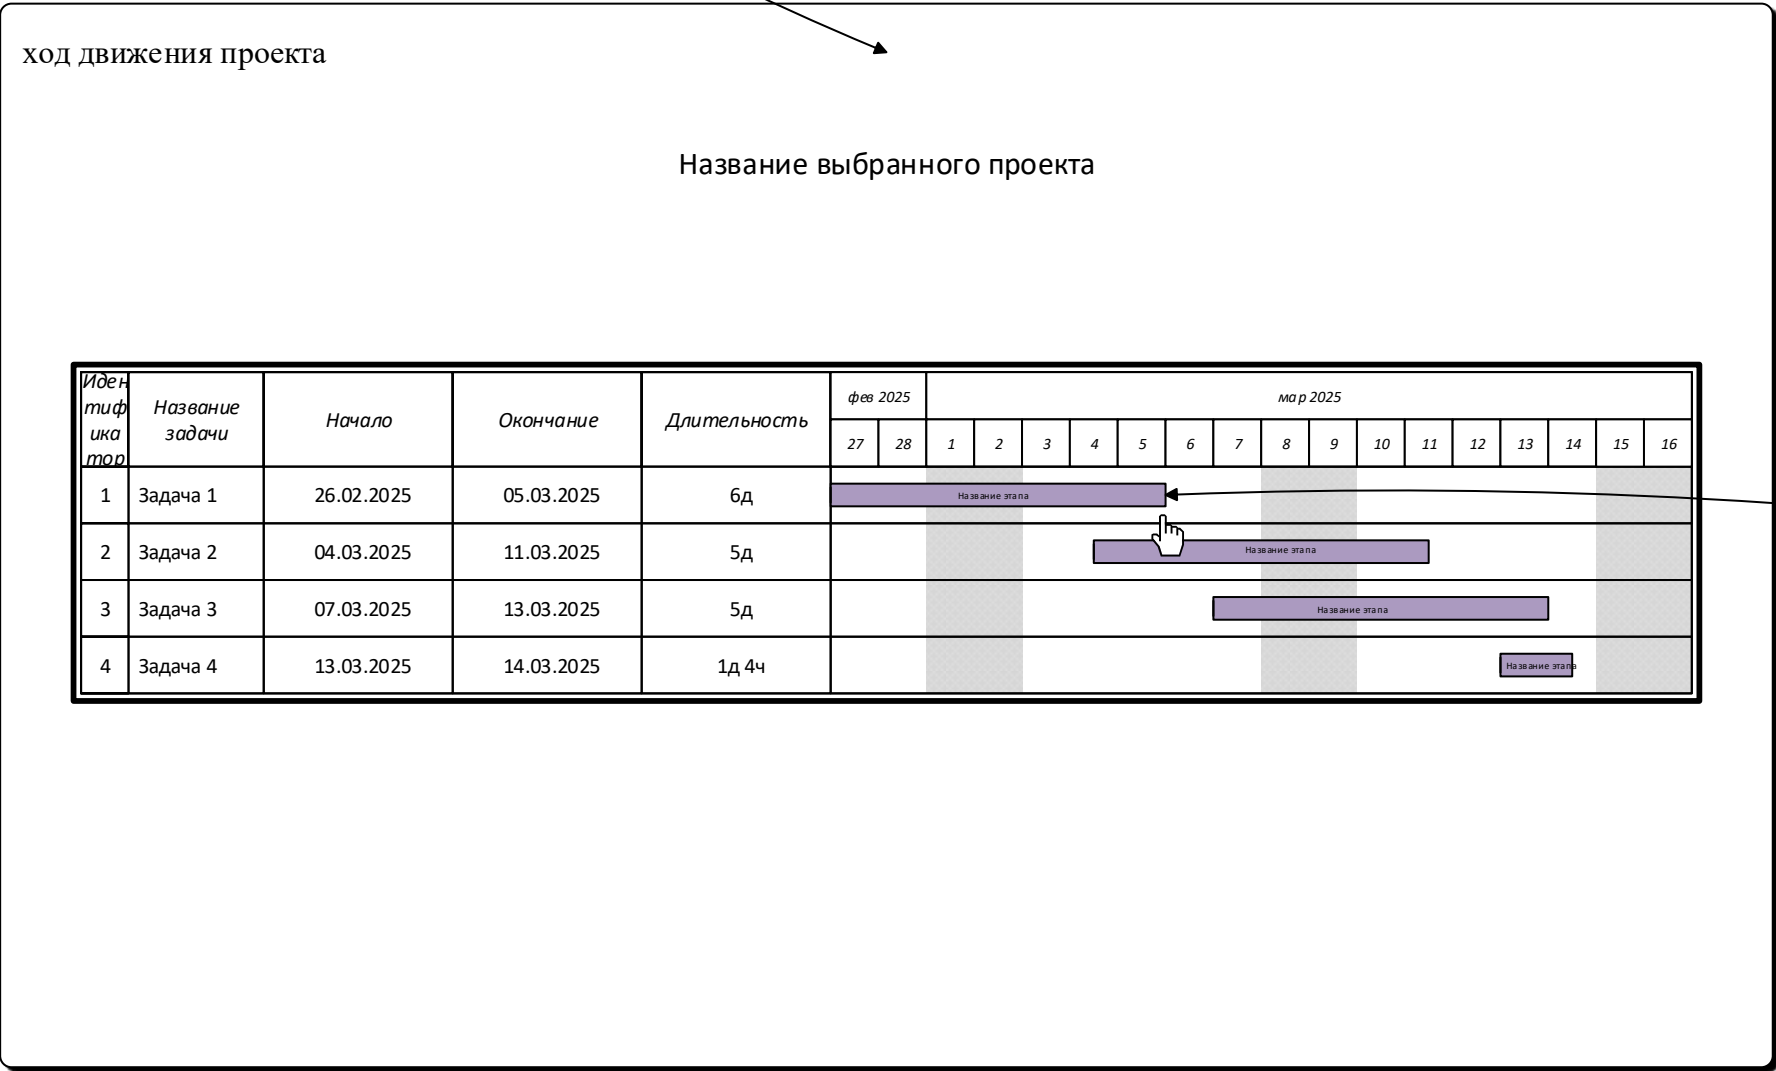 ход движения проекта
Название выбранного проекта
Иден
тиф
ика
тор
Название
задачи
Начало
Окончание
Длительность
фев 2025
мар 2025
27 28 1 2 3 4 5 6 7 8 9 10 11 12 13 14 15 16
1 Задача 1 26.02.2025 05.03.2025 6д Название этапа
2 Задача 2 04.03.2025 11.03.2025 5д Название этапа
3 Задача 3 07.03.2025 13.03.2025 5д Название этапа
4 Задача 4 13.03.2025 14.03.2025 1д 4ч Название этапа